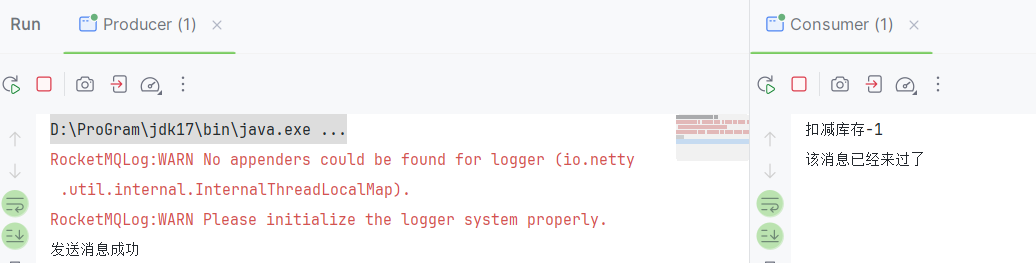 Run
Producer (1)
Consumer (1)
D:\ProGram\jdk17\bin\java.exe ...
RocketMQLog:WARN No appenders could be found for logger (io.netty
.util.internal.InternalThreadLocalMap).
RocketMQLog:WARN Please initialize the logger system properly.
发送消息成功
扣减库存-1
该消息已经来过了